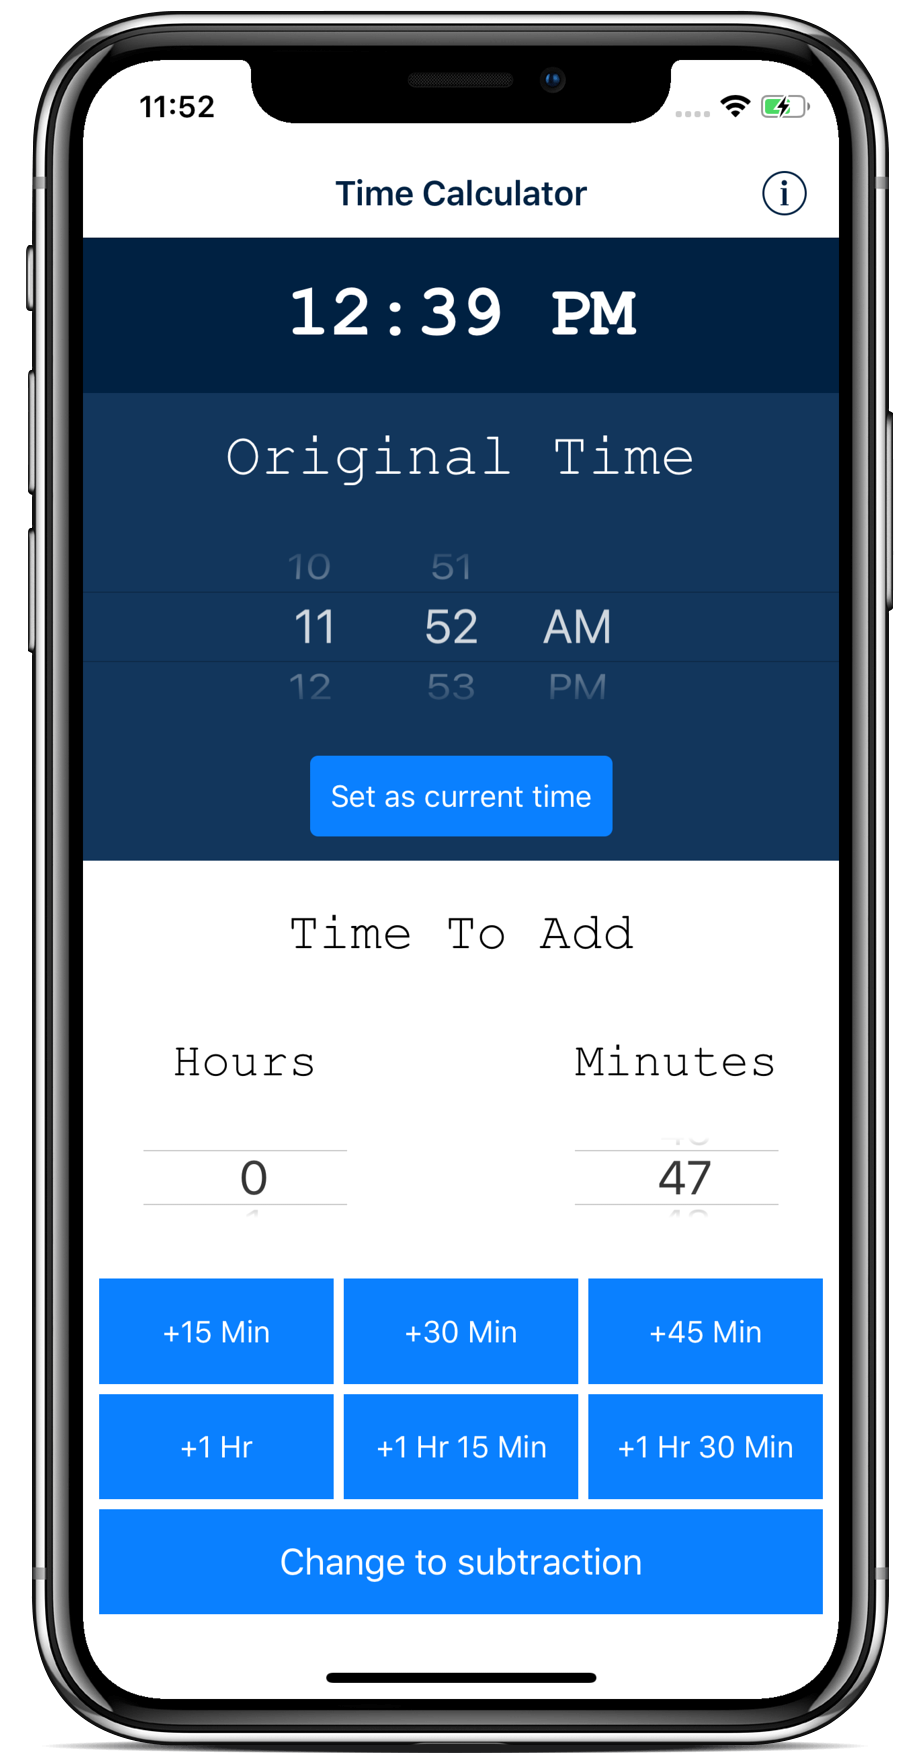 11:52
Time Calculator
i
12:39 PM
Original Time
10 51
11 52 AM
12 53 PM
Set as current time
Time To Add
Hours Minutes
0 47
+15 Min +30 Min +45 Min
+1 Hr +1 Hr 15 Min +1 Hr 30 Min
Change to subtraction